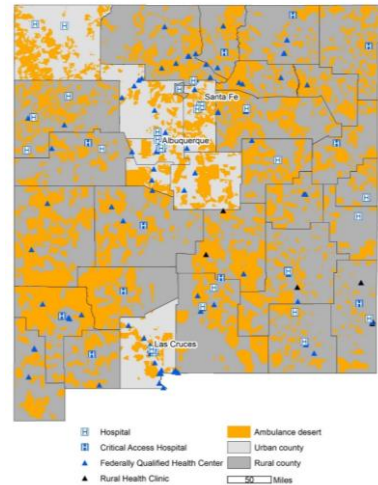 Santa Fe
Albuquerque
Las Cruces
H Hospital
H Critical Access Hospital
Federally Qualified Health Center
Rural Health Clinic
Ambulance desert
Urban county
Rural county
50 Miles